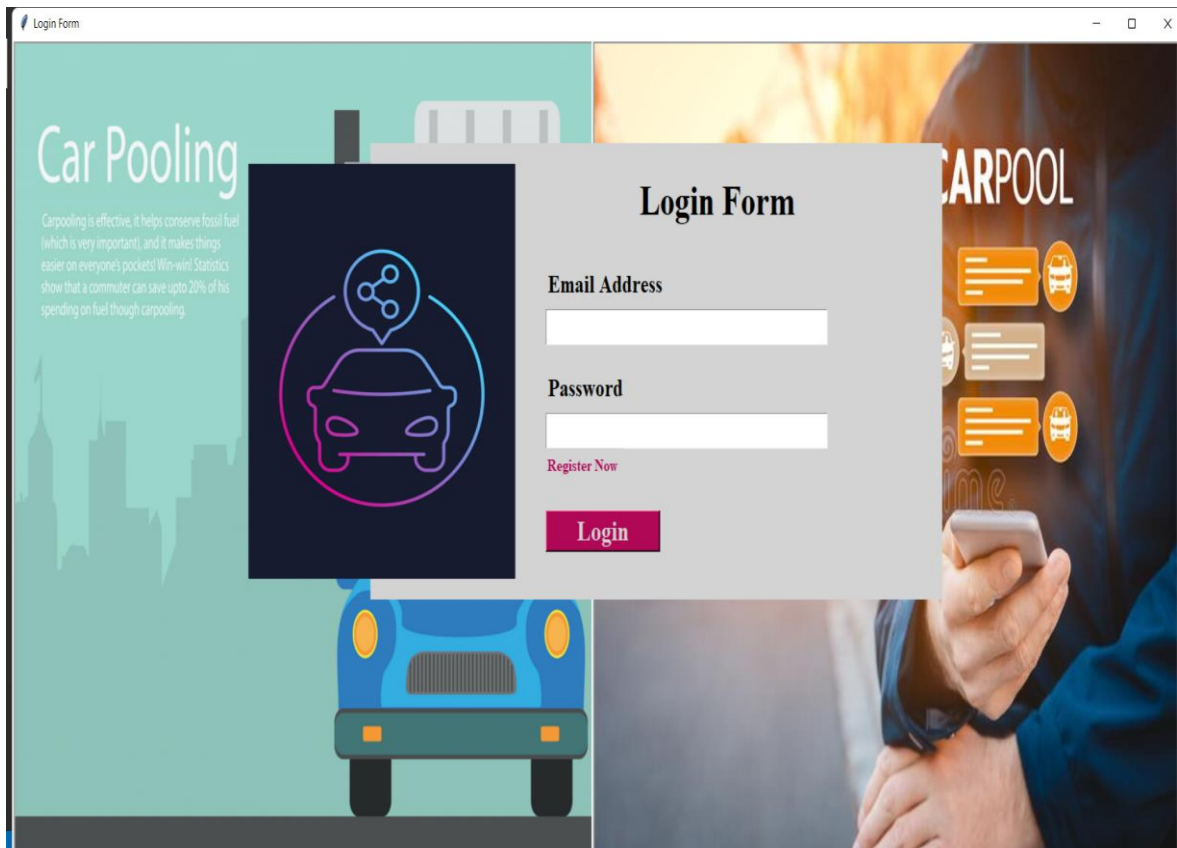 Login Form
Car Pooling
Carpooling is effective, it helps conserve fossil fuel
(which is very important), and it makes things
easier on everyone's pockets! Win-win! Statistics
show that a commuter can save upto 20% of his
spending on fuel though carpooling.
Login Form
Email Address
Password
Register Now
Login
CARPOOL